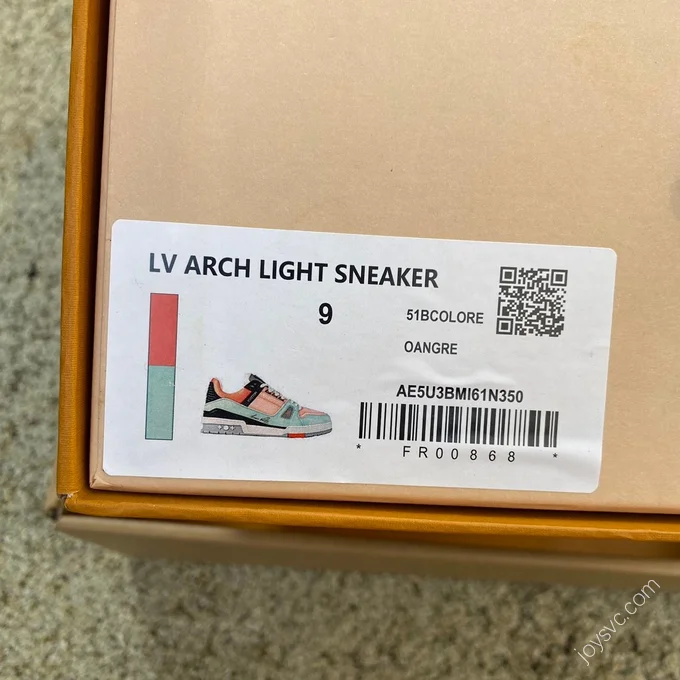 LV ARCH LIGHT SNEAKER
9
51BCOLORE
OANGRE
AE5U3BMI61N350
* FR00868 *
joysvc.com